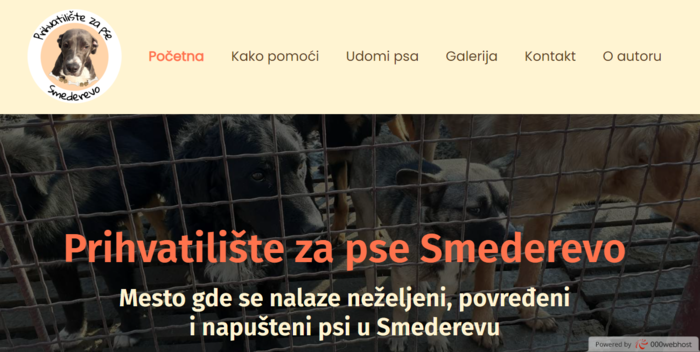 Prihvatilište za pse
Smederevo
Početna Kako pomoći Udomi psa Galerija Kontakt O autoru
Prihvatilište za pse Smederevo
Mesto gde se nalaze neželjeni, povređeni
i napušteni psi u Smederevu
Powered by 000webhost